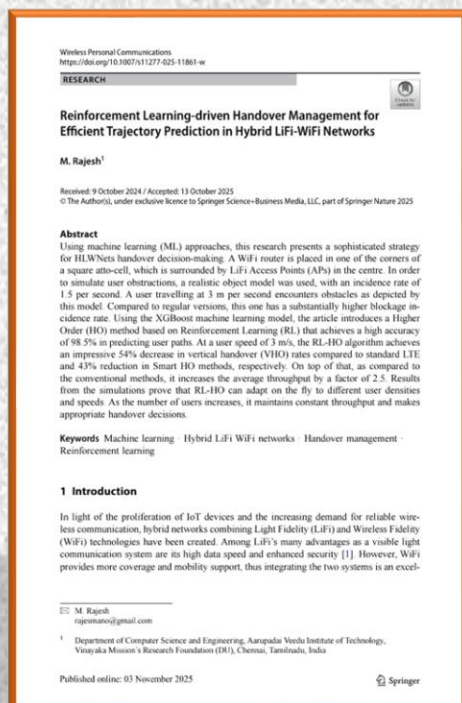 Wireless Personal Communications
https://doi.org/10.1007/s11277-025-11861-w
RESEARCH
Check for
updates
Reinforcement Learning-driven Handover Management for
Efficient Trajectory Prediction in Hybrid LiFi-WiFi Networks
M. Rajesh¹
Received: 9 October 2024 / Accepted: 13 October 2025
© The Author(s), under exclusive licence to Springer Science+Business Media, LLC, part of Springer Nature 2025
Abstract
Using machine learning (ML) approaches, this research presents a sophisticated strategy
for HLWNets handover decision-making. A WiFi router is placed in one of the corners of
a square atto-cell, which is surrounded by LiFi Access Points (APs) in the centre. In order
to simulate user obstructions, a realistic object model was used, with an incidence rate of
1.5 per second. A user travelling at 3 m per second encounters obstacles as depicted by
this model. Compared to regular versions, this one has a substantially higher blockage in-
cidence rate. Using the XGBoost machine learning model, the article introduces a Higher
Order (HO) method based on Reinforcement Learning (RL) that achieves a high accuracy
of 98.5% in predicting user paths. At a user speed of 3 m/s, the RL-HO algorithm achieves
an impressive 54% decrease in vertical handover (VHO) rates compared to standard LTE
and 43% reduction in Smart HO methods, respectively. On top of that, as compared to
the conventional methods, it increases the average throughput by a factor of 2.5. Results
from the simulations prove that RL-HO can adapt on the fly to different user densities
and speeds. As the number of users increases, it maintains constant throughput and makes
appropriate handover decisions.
Keywords Machine learning · Hybrid LiFi WiFi networks · Handover management ·
Reinforcement learning
1 Introduction
In light of the proliferation of IoT devices and the increasing demand for reliable wire-
less communication, hybrid networks combining Light Fidelity (LiFi) and Wireless Fidelity
(WiFi) technologies have been created. Among LiFi's many advantages as a visible light
communication system are its high data speed and enhanced security [1]. However, WiFi
provides more coverage and mobility support, thus integrating the two systems is an excel-
M. Rajesh
rajesmano@gmail.com
¹ Department of Computer Science and Engineering, Aarupadai Veedu Institute of Technology,
Vinayaka Mission's Research Foundation (DU), Chennai, Tamilnadu, India
Published online: 03 November 2025
Springer